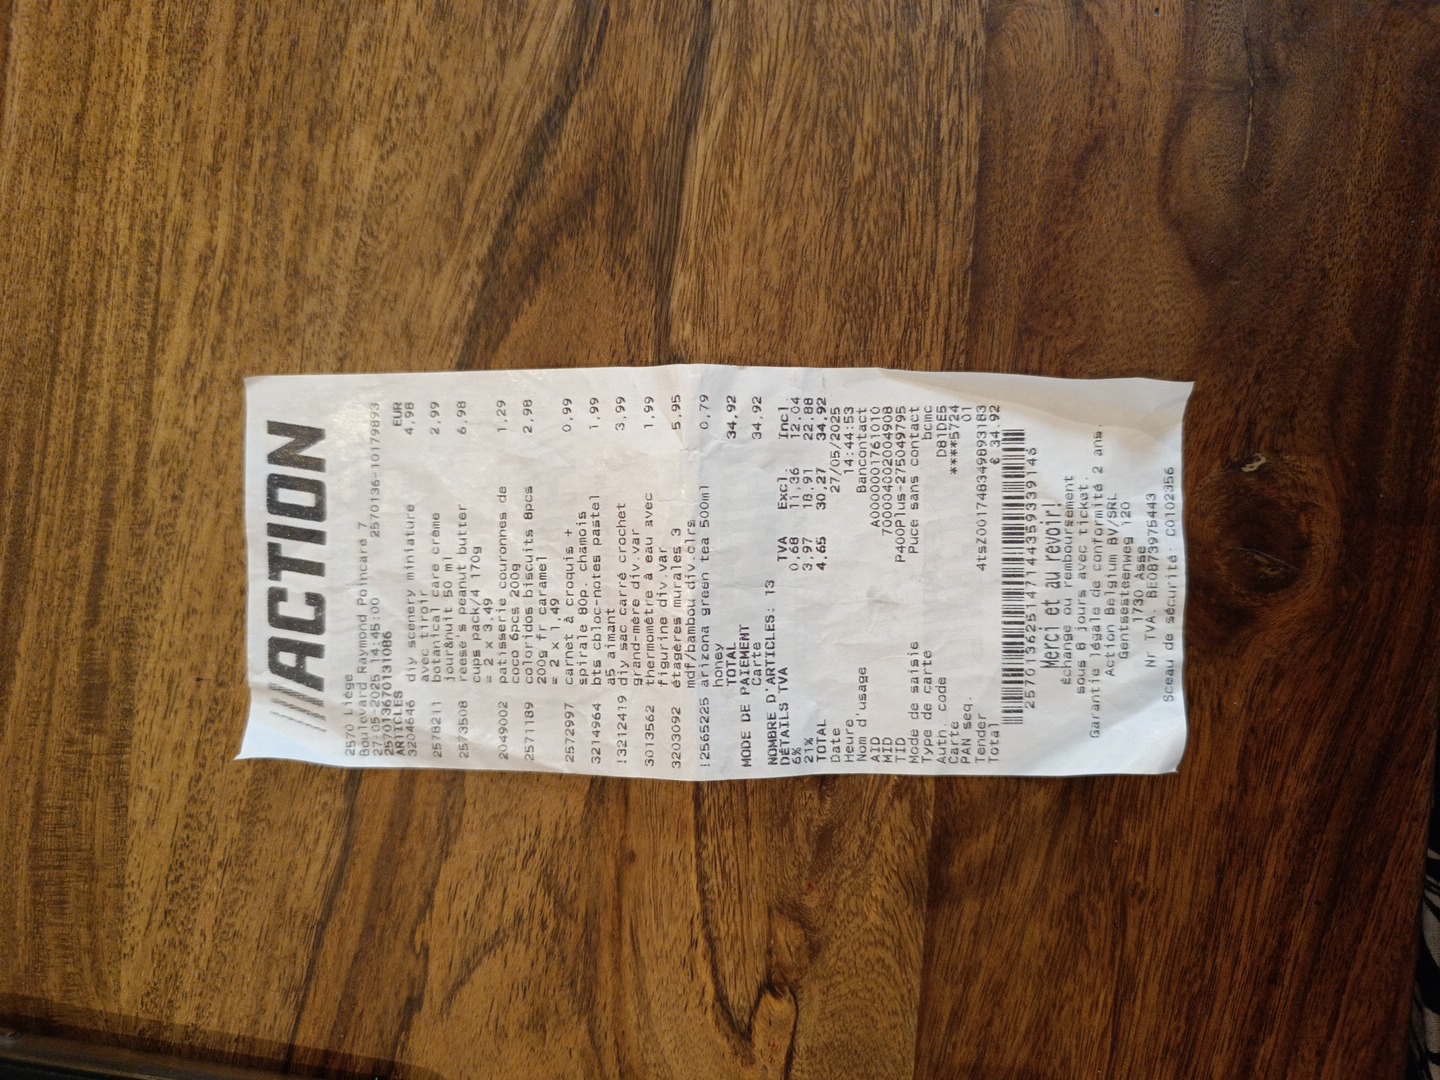 ACTION
2570 Liège
Boulevard Raymond Poincaré 7
27-05-2025 14:45:00 2570136-10179893
257013670131086
ARTICLES EUR
3204646 diy scenery miniature 4,98
avec tiroir
2578211 botanical care crème 2,99
jour&nuit 50 ml
2573508 reese's peanut butter 6,98
cups pack/4 170g
= 2 x 3,49
2049002 patisserie couronnes de 1,29
coco 6pcs 200g
2571189 coloridos biscuits 8pcs 2,98
200g fr caramel
= 2 x 1,49
2572997 carnet à croquis + 0,99
spirale 80p. chamois
3214964 bts cbloc-notes pastel 1,99
a5 aimant
!3212419 diy sac carré crochet 3,99
grand-mère div.var
3013562 thermomètre à eau avec 1,99
figurine div.var
3203092 étagères murales 3 5,95
mdf/bambou div.clrs
!2565225 arizona green tea 500ml 0,79
honey
TOTAL 34,92
MODE DE PAIEMENT
Carte 34,92
NOMBRE D'ARTICLES: 13
DÉTAILS TVA TVA Excl. Incl.
6% 0,68 11,36 12,04
21% 3,97 18,91 22,88
TOTAL 4,65 30,27 34,92
Date 27/05/2025
Heure 14:44:53
Nom d'usage Bancontact
AID A0000001761010
MID 70000402004908
TID P400Plus-275049795
Mode de saisie Puce sans contact
Type de carte bcmc
Auth. code D81DE5
Carte ****5724
PAN seq. 01
Tender 4tsZ001748349893183
Total € 34.92
2570136251471443593391 46
Merci et au revoir!
Échange ou remboursement
sous 8 jours avec ticket.
Garantie légale de conformité 2 ans.
Action Belgium BV/SRL
Gentsesteenweg 120
1730 Asse
Nr TVA. BE0873975443
Sceau de sécurité: C0102356